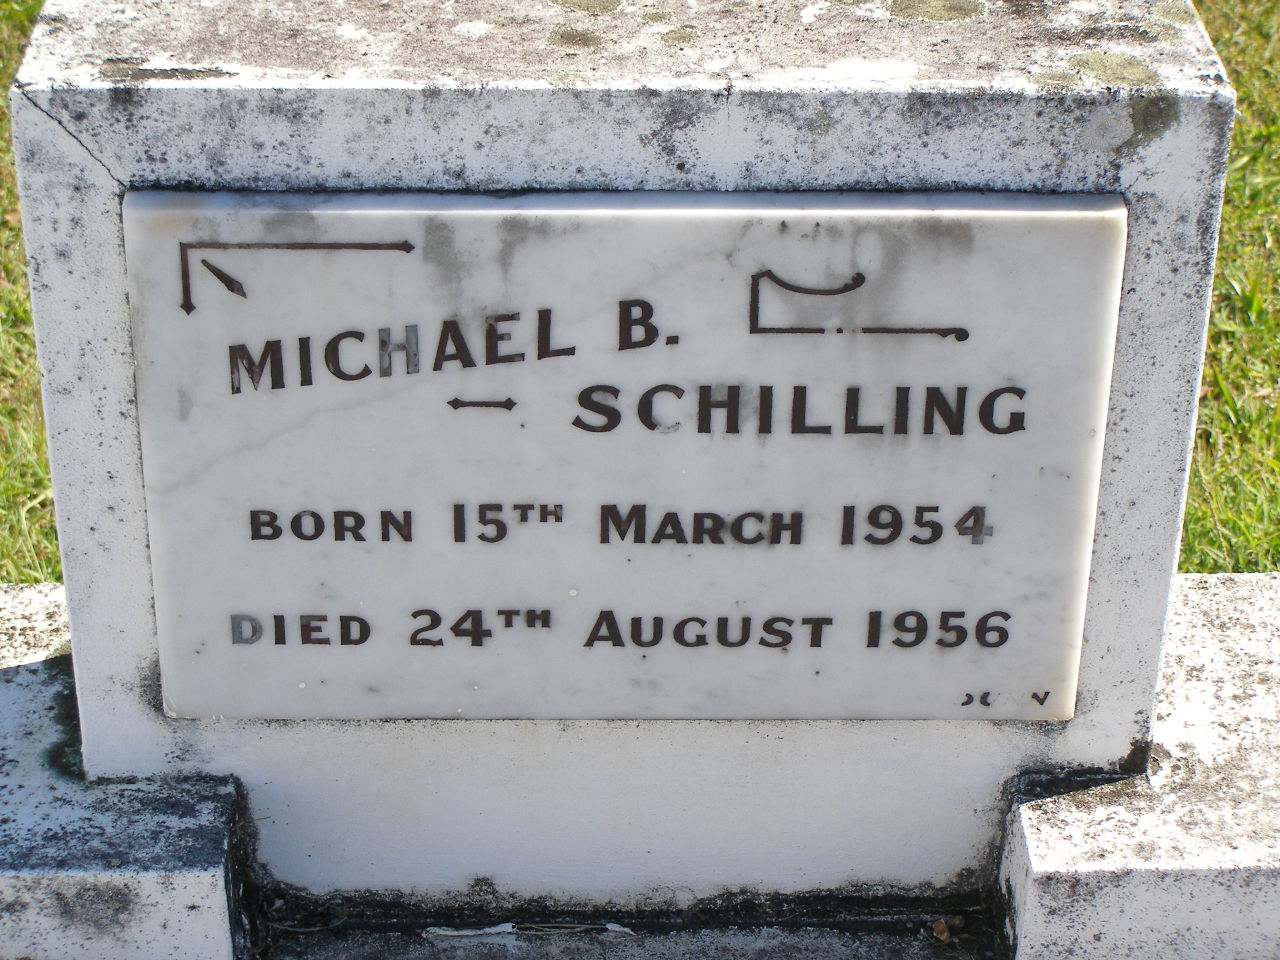 MICHAEL B.
SCHILLING
BORN 15TH MARCH 1954
DIED 24TH AUGUST 1956